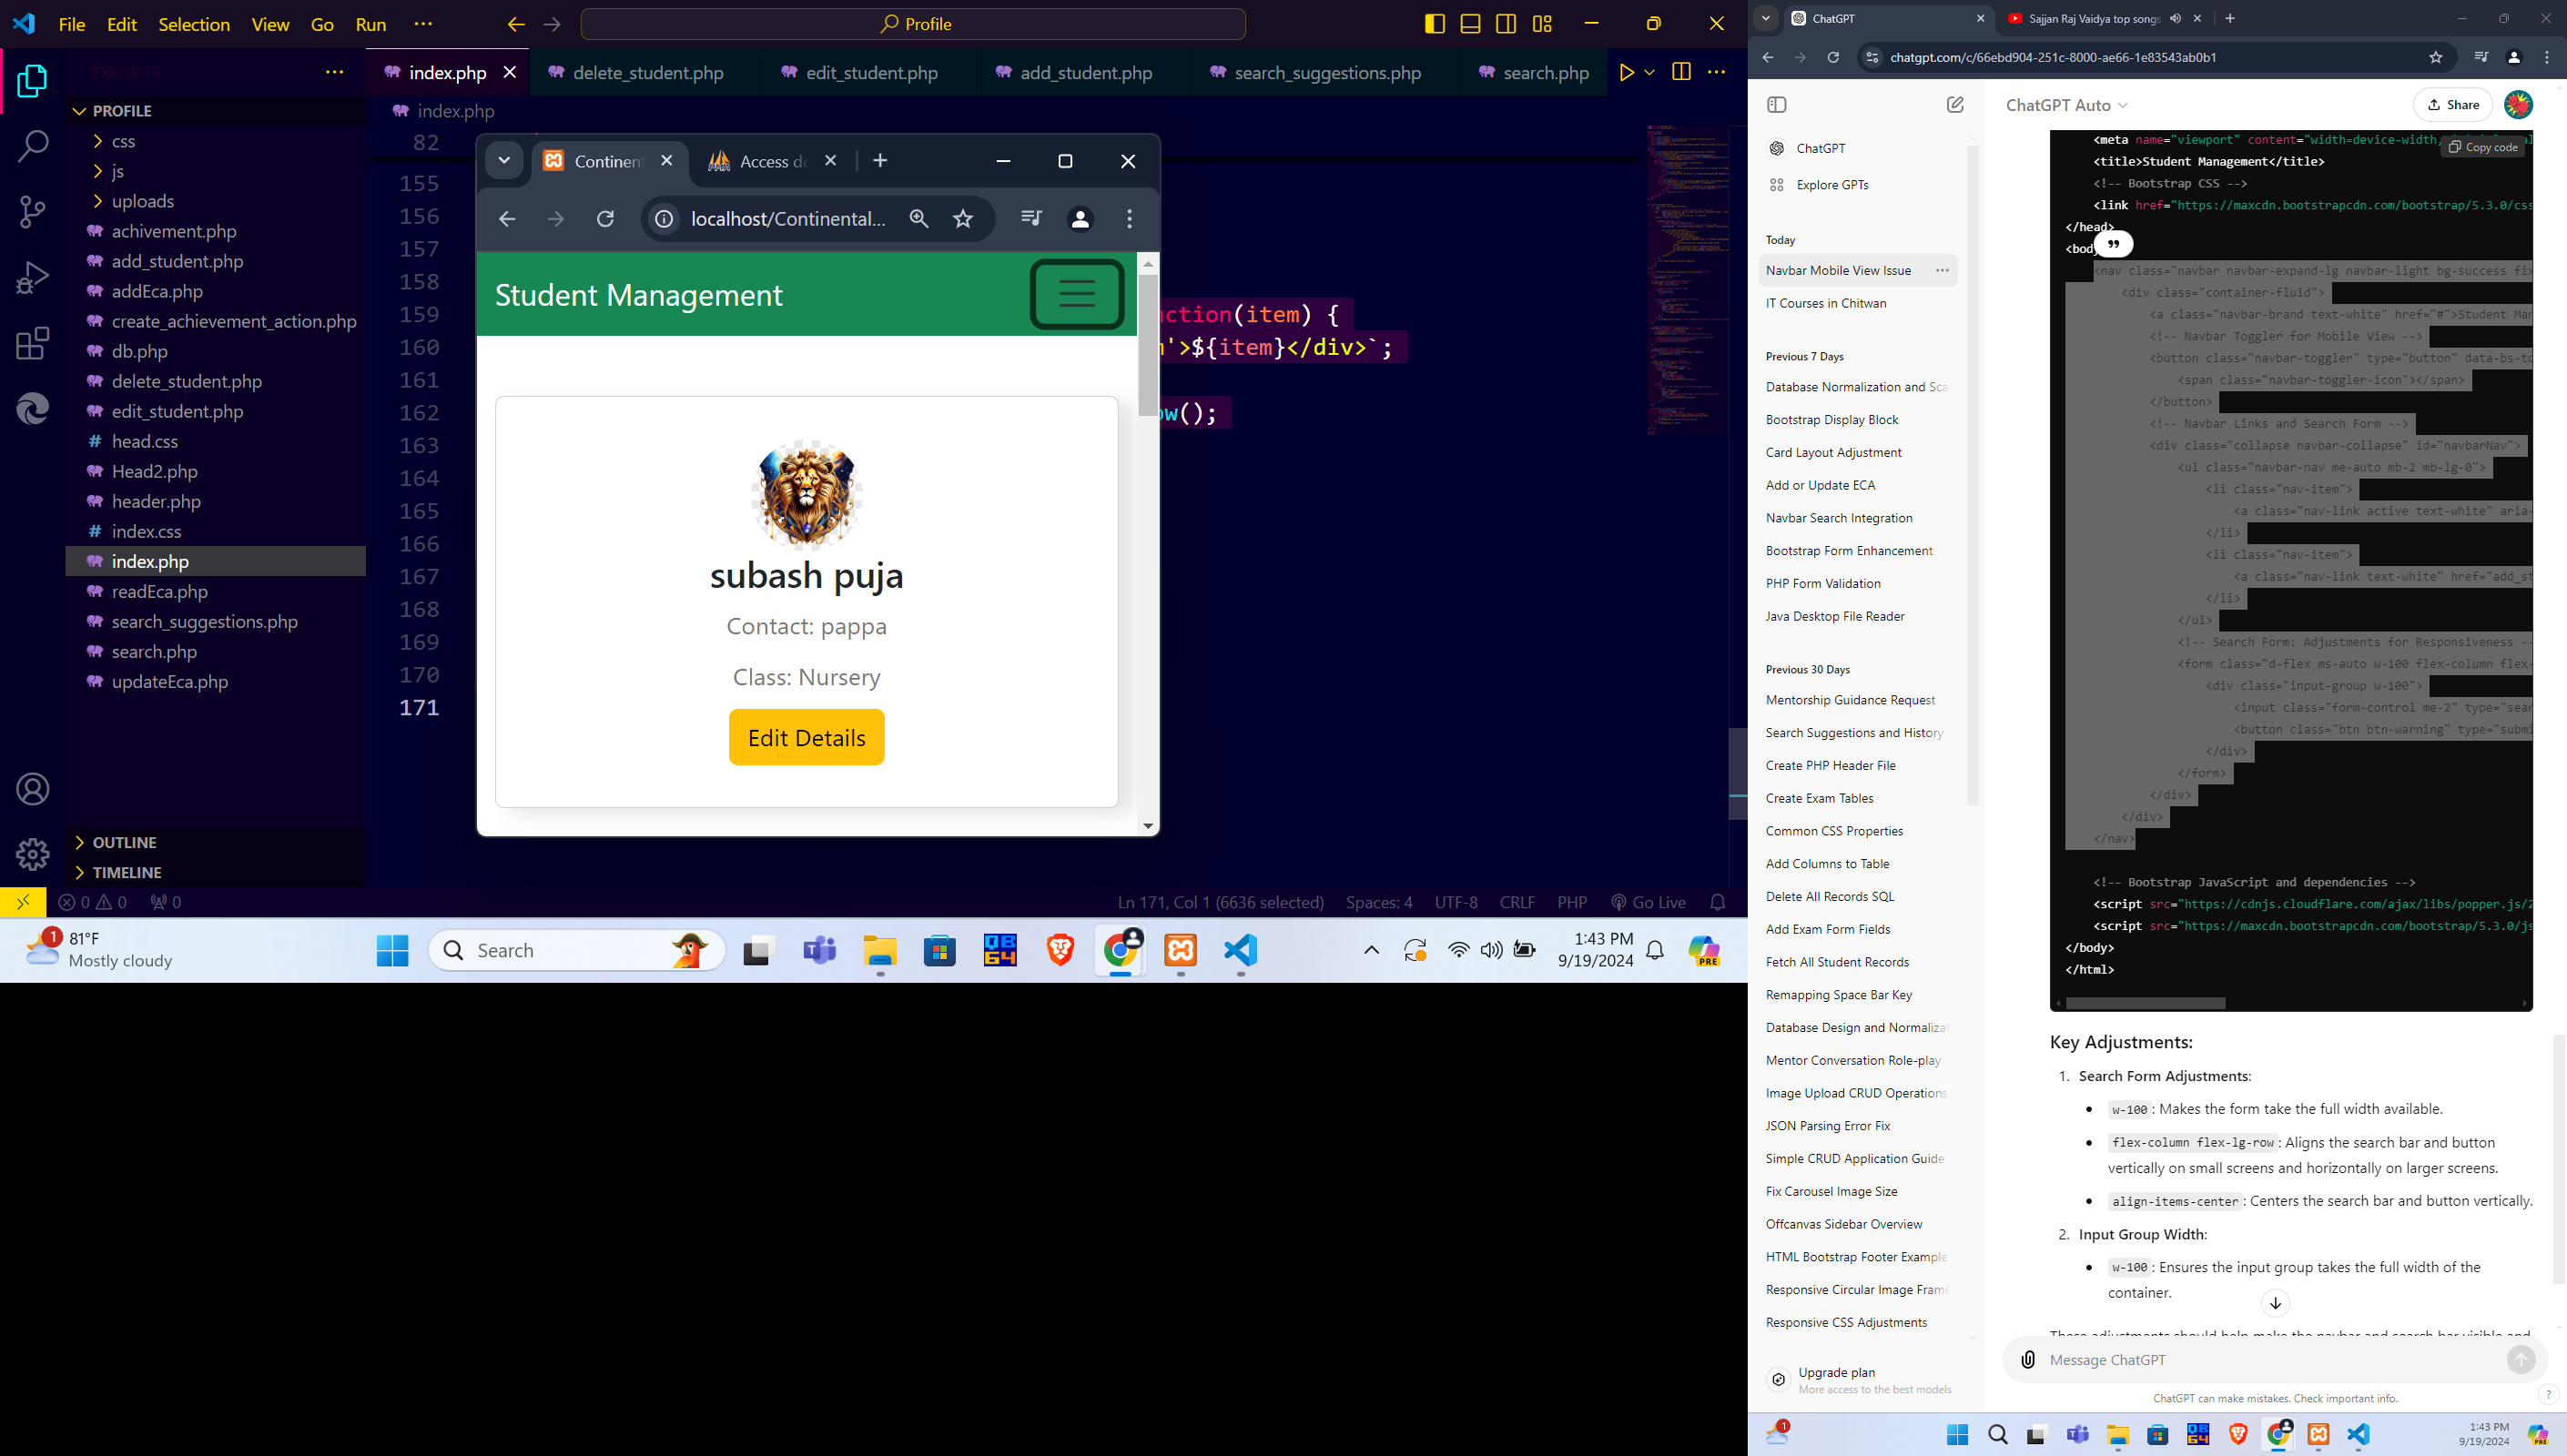 File Edit Selection View Go Run ···
Profile
EXPLORER
PROFILE
css
js
uploads
achivement.php
add_student.php
addEca.php
create_achievement_action.php
db.php
delete_student.php
edit_student.php
head.css
Head2.php
header.php
index.css
index.php
readEca.php
search_suggestions.php
search.php
updateEca.php
OUTLINE
TIMELINE
index.php delete_student.php edit_student.php add_student.php search_suggestions.php search.php
index.php
82
155
156
157
158
159 nction(item) {
160 '>${item}</div>`;
161
162 ow();
163
164
165
166
167
168
169
170
171
Continen Access de
localhost/Continental...
Student Management
subash puja
Contact: pappa
Class: Nursery
Edit Details
0 0 0
Ln 171, Col 1 (6636 selected) Spaces: 4 UTF-8 CRLF PHP Go Live
1 81°F
Mostly cloudy
Search
1:43 PM
9/19/2024
ChatGPT
Sajjan Raj Vaidya top songs
chatgpt.com/c/66ebd904-251c-8000-ae66-1e83543ab0b1
ChatGPT
Explore GPTs
Today
Navbar Mobile View Issue
IT Courses in Chitwan
Previous 7 Days
Database Normalization and Sca
Bootstrap Display Block
Card Layout Adjustment
Add or Update ECA
Navbar Search Integration
Bootstrap Form Enhancement
PHP Form Validation
Java Desktop File Reader
Previous 30 Days
Mentorship Guidance Request
Search Suggestions and History
Create PHP Header File
Create Exam Tables
Common CSS Properties
Add Columns to Table
Delete All Records SQL
Add Exam Form Fields
Fetch All Student Records
Remapping Space Bar Key
Database Design and Normalizat
Mentor Conversation Role-play
Image Upload CRUD Operations
JSON Parsing Error Fix
Simple CRUD Application Guide
Fix Carousel Image Size
Offcanvas Sidebar Overview
HTML Bootstrap Footer Example
Responsive Circular Image Frame
Responsive CSS Adjustments
Upgrade plan
More access to the best models
ChatGPT Auto
Share
Copy code
<meta name="viewport" content="width=device-width,
<title>Student Management</title>
<!-- Bootstrap CSS -->
<link href="https://maxcdn.bootstrapcdn.com/bootstrap/5.3.0/css
</head>
<body
<nav class="navbar navbar-expand-lg navbar-light bg-success fix
<div class="container-fluid">
<a class="navbar-brand text-white" href="#">Student Man
<!-- Navbar Toggler for Mobile View -->
<button class="navbar-toggler" type="button" data-bs-to
<span class="navbar-toggler-icon"></span>
</button>
<!-- Navbar Links and Search Form -->
<div class="collapse navbar-collapse" id="navbarNav">
<ul class="navbar-nav me-auto mb-2 mb-lg-0">
<li class="nav-item">
<a class="nav-link active text-white" aria-
</li>
<li class="nav-item">
<a class="nav-link text-white" href="add_st
</li>
</ul>
<!-- Search Form: Adjustments for Responsiveness --
<form class="d-flex ms-auto w-100 flex-column flex-
<div class="input-group w-100">
<input class="form-control me-2" type="sear
<button class="btn btn-warning" type="submi
</div>
</form>
</div>
</div>
</nav>
<!-- Bootstrap JavaScript and dependencies -->
<script src="https://cdnjs.cloudflare.com/ajax/libs/popper.js/2
<script src="https://maxcdn.bootstrapcdn.com/bootstrap/5.3.0/js
</body>
</html>
Key Adjustments:
1. Search Form Adjustments:
• w-100: Makes the form take the full width available.
• flex-column flex-lg-row: Aligns the search bar and button
vertically on small screens and horizontally on larger screens.
• align-items-center: Centers the search bar and button vertically.
2. Input Group Width:
• w-100: Ensures the input group takes the full width of the
container.
These adjustments should help make the navbar and search bar visible and
Message ChatGPT
ChatGPT can make mistakes. Check important info.
?
1
1:43 PM
9/19/2024